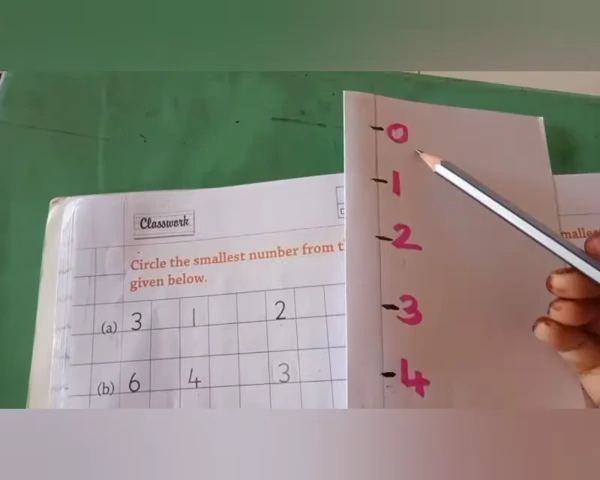 Classwork
Circle the smallest number from t
given below.
(a) 3 1 2
(b) 6 4 3
-0
-1
-2
-3
-4